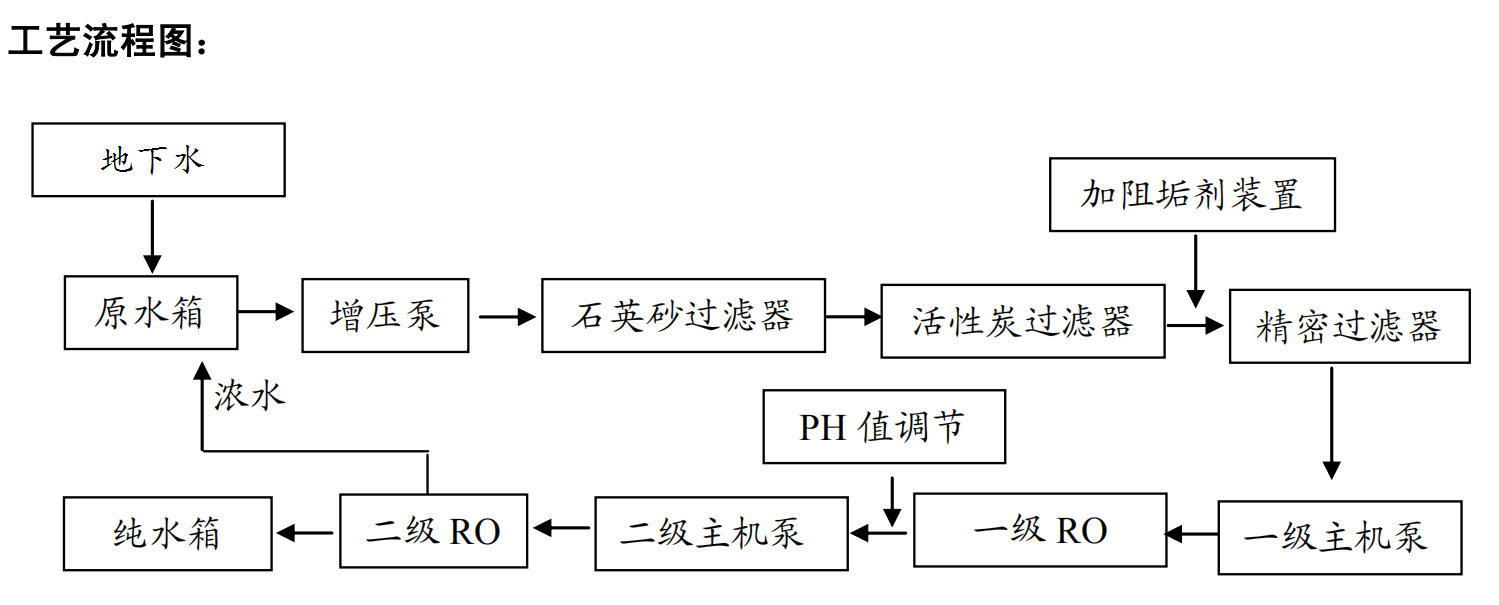 工艺流程图：
地下水
加阻垢剂装置
原水箱
增压泵
石英砂过滤器
活性炭过滤器
精密过滤器
浓水
PH 值调节
纯水箱
二级 RO
二级主机泵
一级 RO
一级主机泵